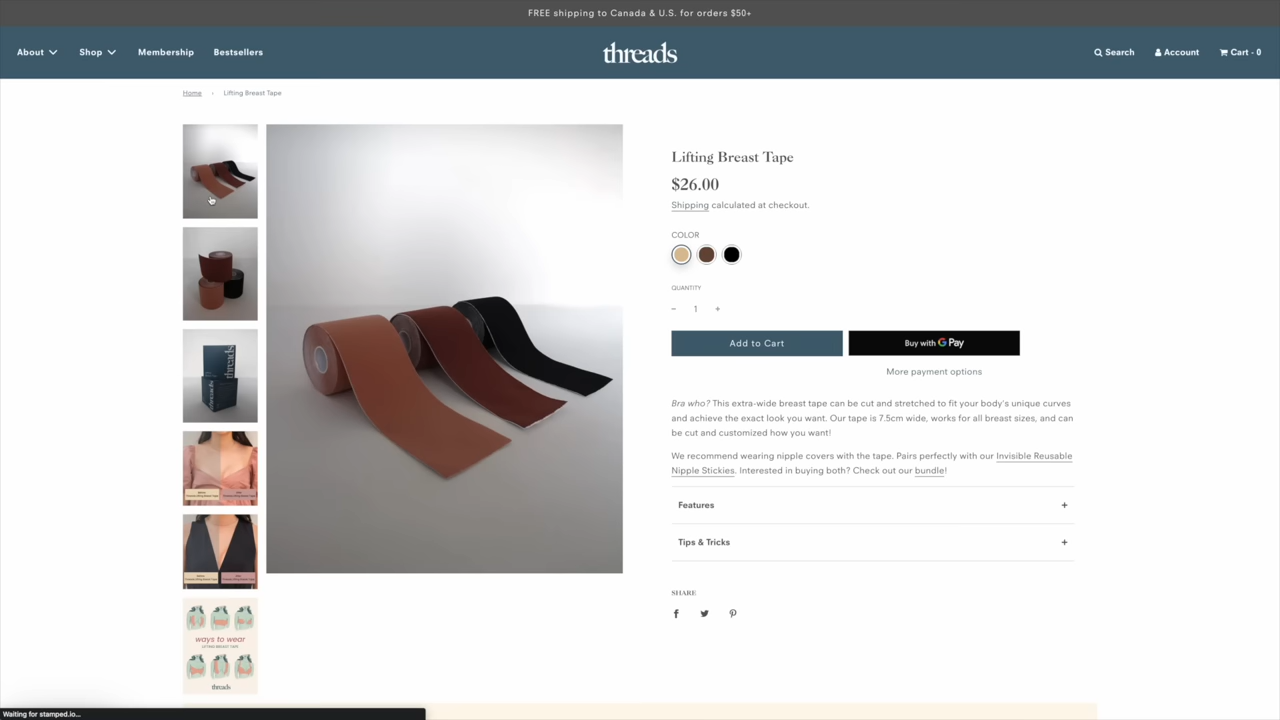 FREE shipping to Canada & U.S. for orders $50+
About
Shop
Membership
Bestsellers
threads
Search
Account
Cart - 0
Home › Lifting Breast Tape
Lifting Breast Tape
$26.00
Shipping calculated at checkout.
COLOR
QUANTITY
− 1 +
Add to Cart
Buy with G Pay
More payment options
Bra who? This extra-wide breast tape can be cut and stretched to fit your body's unique curves
and achieve the exact look you want. Our tape is 7.5cm wide, works for all breast sizes, and can
be cut and customized how you want!
We recommend wearing nipple covers with the tape. Pairs perfectly with our Invisible Reusable
Nipple Stickies. Interested in buying both? Check out our bundle!
Features +
Tips & Tricks +
SHARE
threads
threads
ways to wear
LIFTING BREAST TAPE
threads
Waiting for stamped.io...